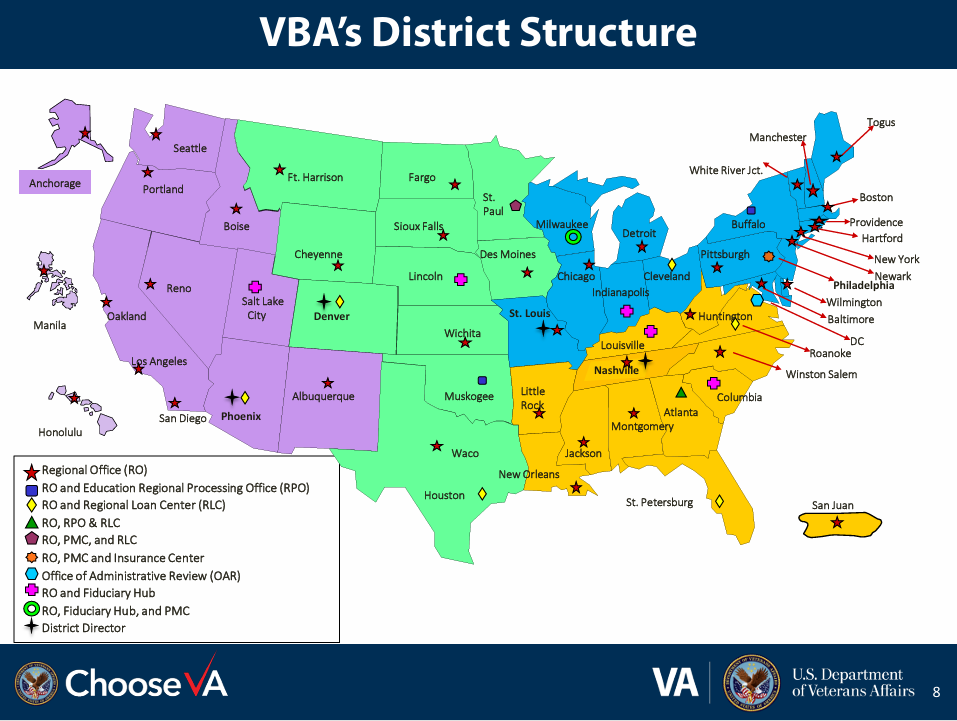 VBA's District Structure
Togus
Manchester
Seattle
White River Jct.
Ft. Harrison
Fargo
Anchorage
Portland
St.
Paul
Boston
Boise
Sioux Falls
Milwaukee
Detroit
Buffalo
Providence
Hartford
Cheyenne
Des Moines
Pittsburgh
New York
Lincoln
Chicago
Cleveland
Newark
Philadelphia
Reno
Indianapolis
Salt Lake
City
Wilmington
Manila
Oakland
Denver
St. Louis
Huntington
Baltimore
Wichita
Louisville
DC
Roanoke
Los Angeles
Nashville
Winston Salem
Albuquerque
Muskogee
Little
Rock
Columbia
San Diego
Phoenix
Atlanta
Honolulu
Montgomery
Waco
Jackson
New Orleans
Houston
St. Petersburg
San Juan
Regional Office (RO)
RO and Education Regional Processing Office (RPO)
RO and Regional Loan Center (RLC)
RO, RPO & RLC
RO, PMC, and RLC
RO, PMC and Insurance Center
Office of Administrative Review (OAR)
RO and Fiduciary Hub
RO, Fiduciary Hub, and PMC
District Director
Choose VA
VA
U.S. Department
of Veterans Affairs
8